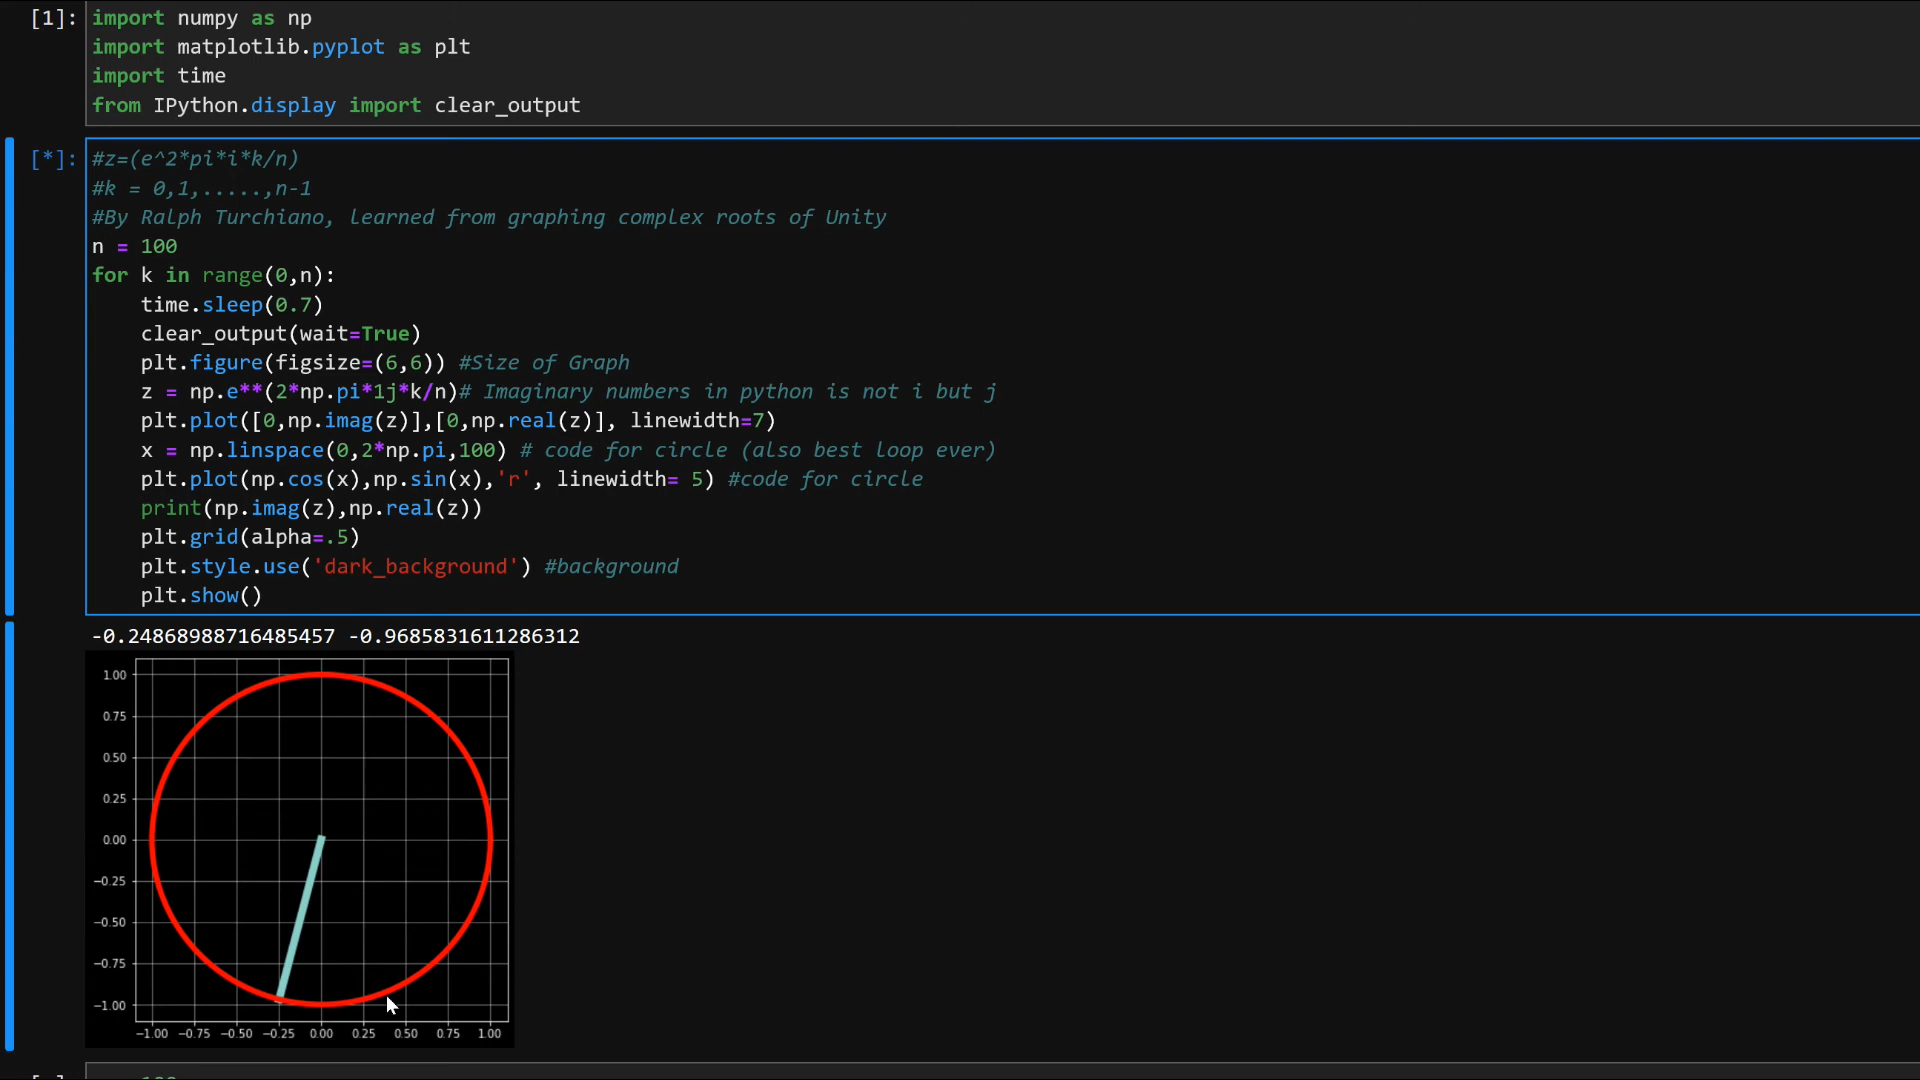 [1]: import numpy as np
import matplotlib.pyplot as plt
import time
from IPython.display import clear_output
[*]: #z=(e^2*pi*i*k/n)
#k = 0,1,.....,n-1
#By Ralph Turchiano, learned from graphing complex roots of Unity
n = 100
for k in range(0,n):
    time.sleep(0.7)
    clear_output(wait=True)
    plt.figure(figsize=(6,6)) #Size of Graph
    z = np.e**(2*np.pi*1j*k/n)# Imaginary numbers in python is not i but j
    plt.plot([0,np.imag(z)],[0,np.real(z)], linewidth=7)
    x = np.linspace(0,2*np.pi,100) # code for circle (also best loop ever)
    plt.plot(np.cos(x),np.sin(x),'r', linewidth= 5) #code for circle
    print(np.imag(z),np.real(z))
    plt.grid(alpha=.5)
    plt.style.use('dark_background') #background
    plt.show()
-0.24868988716485457 -0.9685831611286312
1.00
0.75
0.50
0.25
0.00
−0.25
−0.50
−0.75
−1.00
−1.00 −0.75 −0.50 −0.25 0.00 0.25 0.50 0.75 1.00